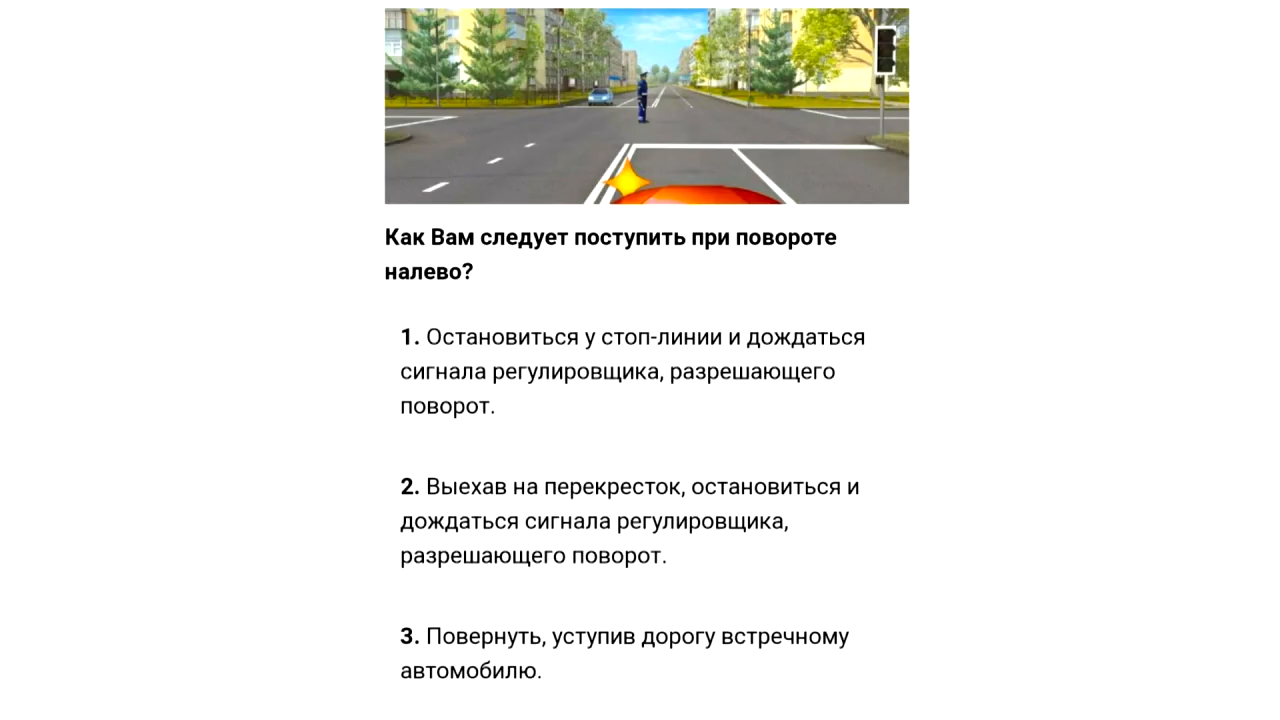 Как Вам следует поступить при повороте
налево?
1. Остановиться у стоп-линии и дождаться
сигнала регулировщика, разрешающего
поворот.
2. Выехав на перекресток, остановиться и
дождаться сигнала регулировщика,
разрешающего поворот.
3. Повернуть, уступив дорогу встречному
автомобилю.